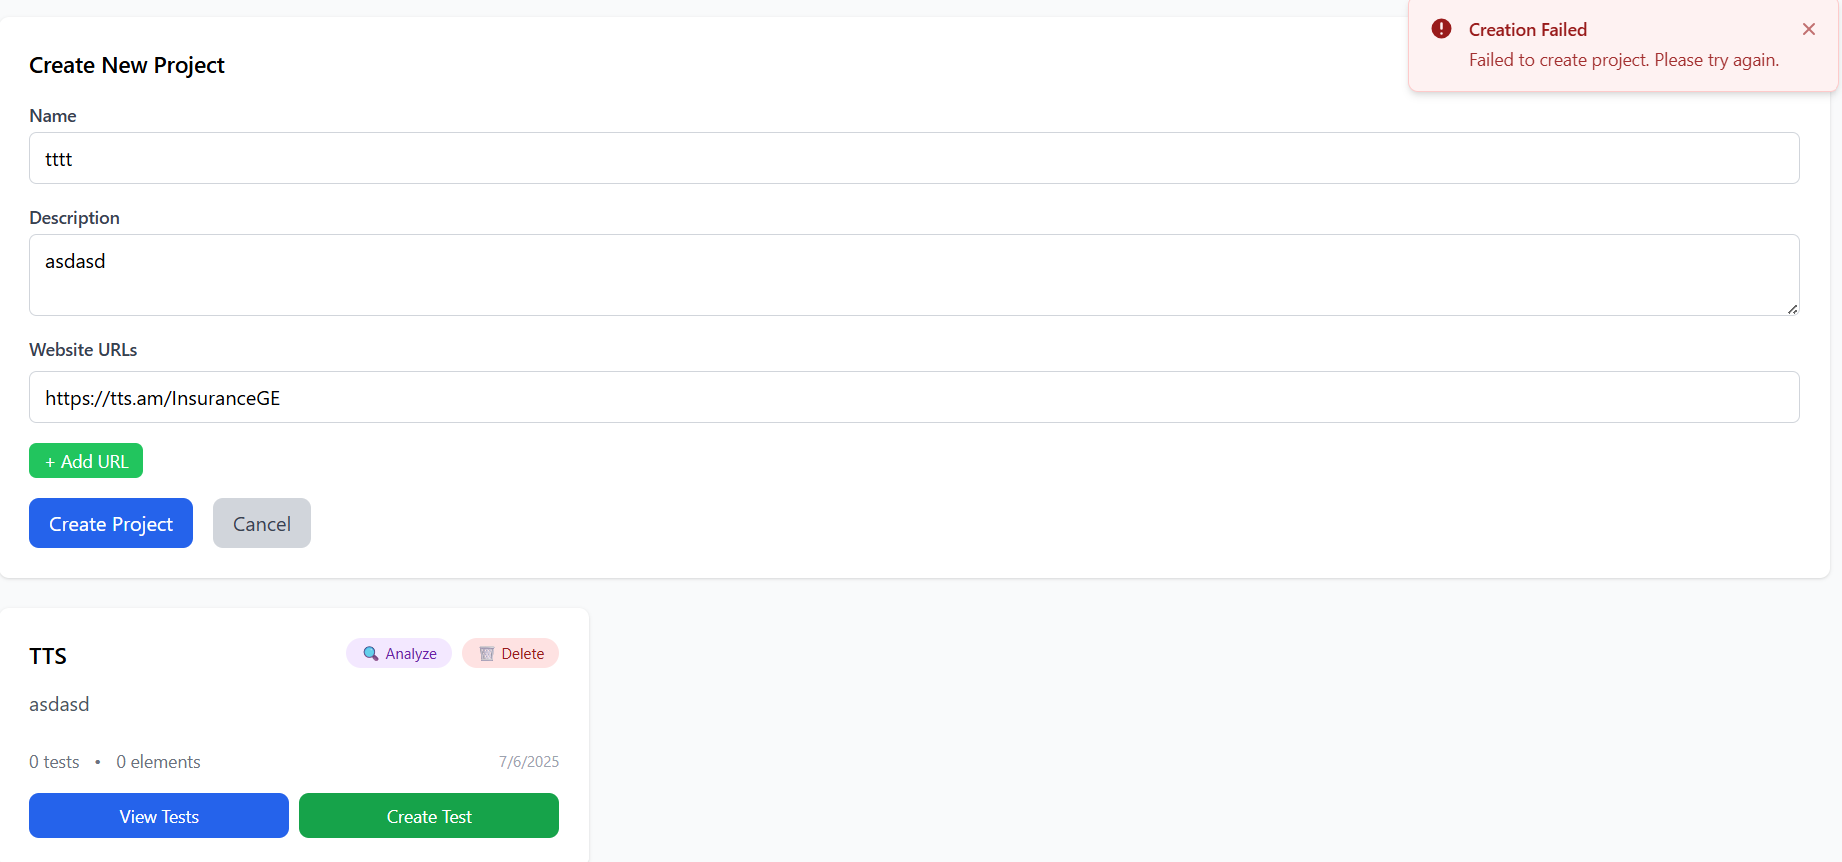 Creation Failed
Failed to create project. Please try again.
Create New Project
Name
tttt
Description
asdasd
Website URLs
https://tts.am/InsuranceGE
+ Add URL
Create Project
Cancel
TTS
Analyze
Delete
asdasd
0 tests • 0 elements
7/6/2025
View Tests
Create Test